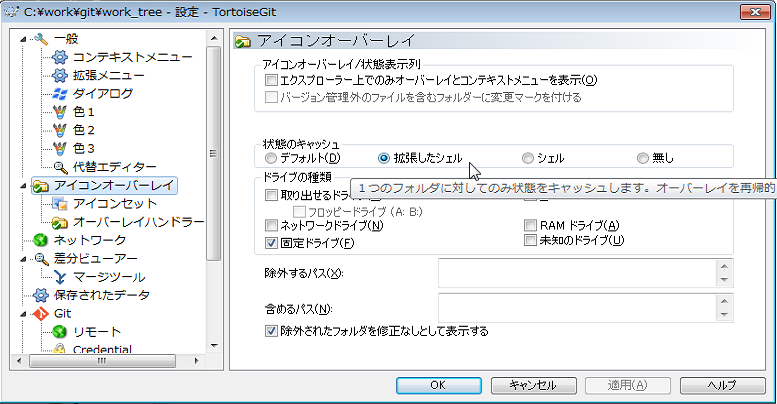 C:¥work¥git¥work_tree - 設定 - TortoiseGit
一般
コンテキストメニュー
拡張メニュー
ダイアログ
色1
色2
色3
代替エディター
アイコンオーバーレイ
アイコンセット
オーバーレイハンドラー
ネットワーク
差分ビューアー
マージツール
保存されたデータ
Git
リモート
Credential
アイコンオーバーレイ
アイコンオーバーレイ/状態表示列
エクスプローラー上でのみオーバーレイとコンテキストメニューを表示(O)
バージョン管理外のファイルを含むフォルダーに変更マークを付ける
状態のキャッシュ
デフォルト(D) 拡張したシェル シェル 無し
ドライブの種類
1つのフォルダに対してのみ状態をキャッシュします。オーバーレイを再帰的
取り出せるドラ
フロッピードライブ (A: B:)
ネットワークドライブ(N) RAM ドライブ(A)
固定ドライブ(F) 未知のドライブ(U)
除外するパス(X):
含めるパス(N):
除外されたフォルダを修正なしとして表示する
OK キャンセル 適用(A) ヘルプ